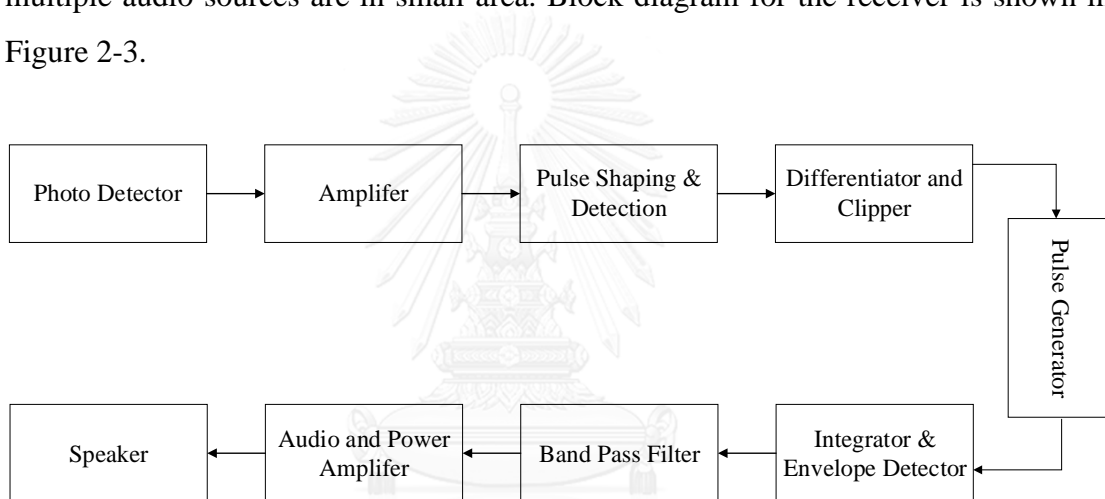 multiple audio sources are in small area. Block diagram for the receiver is shown in
Figure 2-3.
Photo Detector
Amplifer
Pulse Shaping &
Detection
Differentiator and
Clipper
Pulse Generator
Integrator &
Envelope Detector
Band Pass Filter
Audio and Power
Amplifer
Speaker